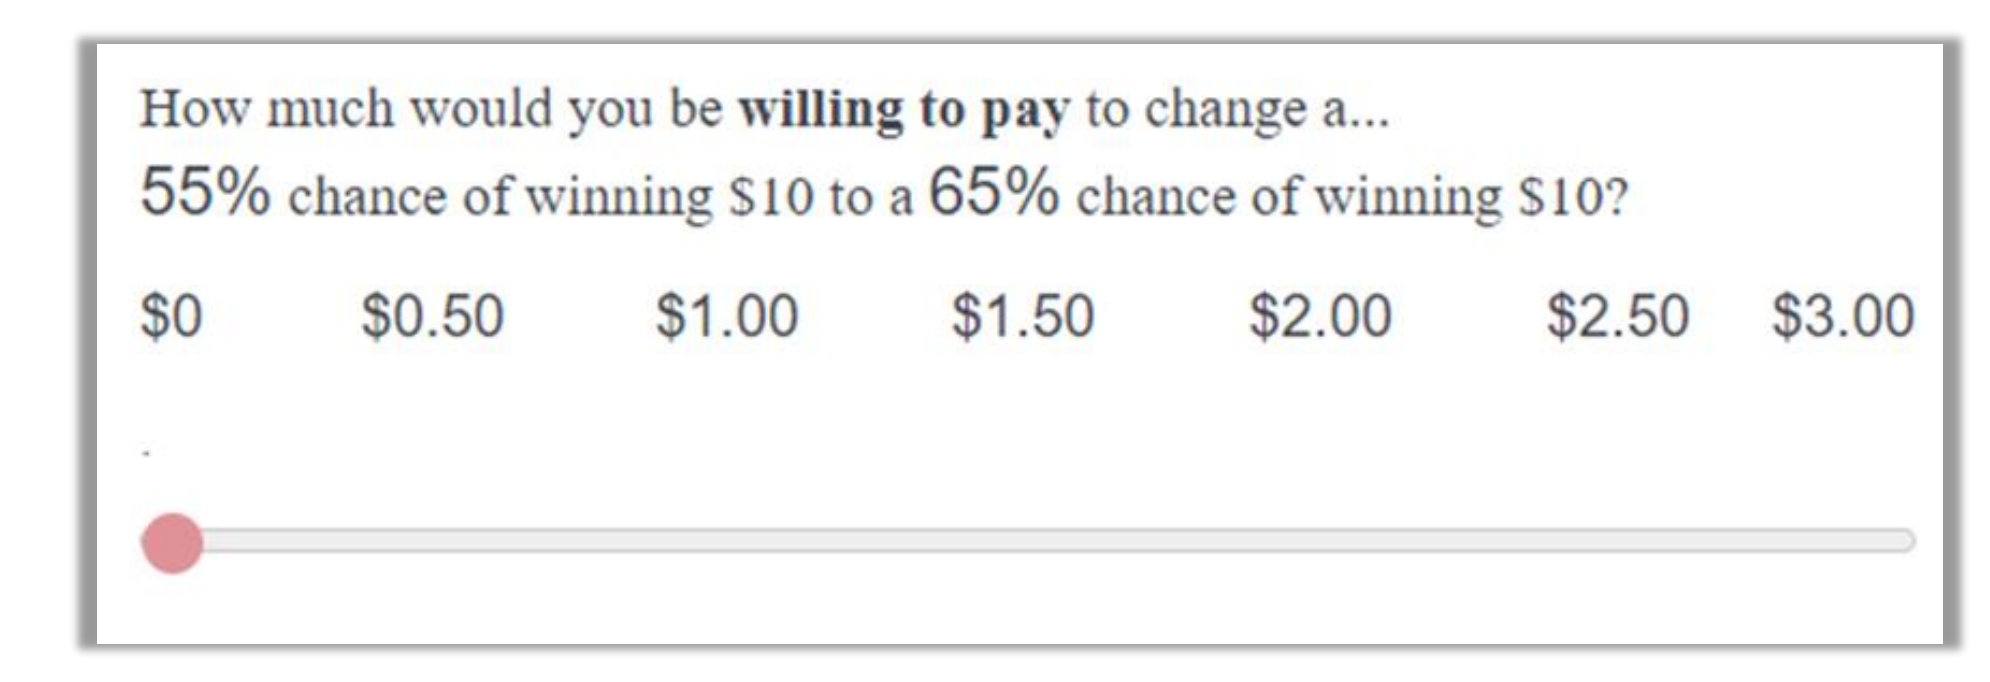 How much would you be willing to pay to change a...
55% chance of winning $10 to a 65% chance of winning $10?
$0 $0.50 $1.00 $1.50 $2.00 $2.50 $3.00